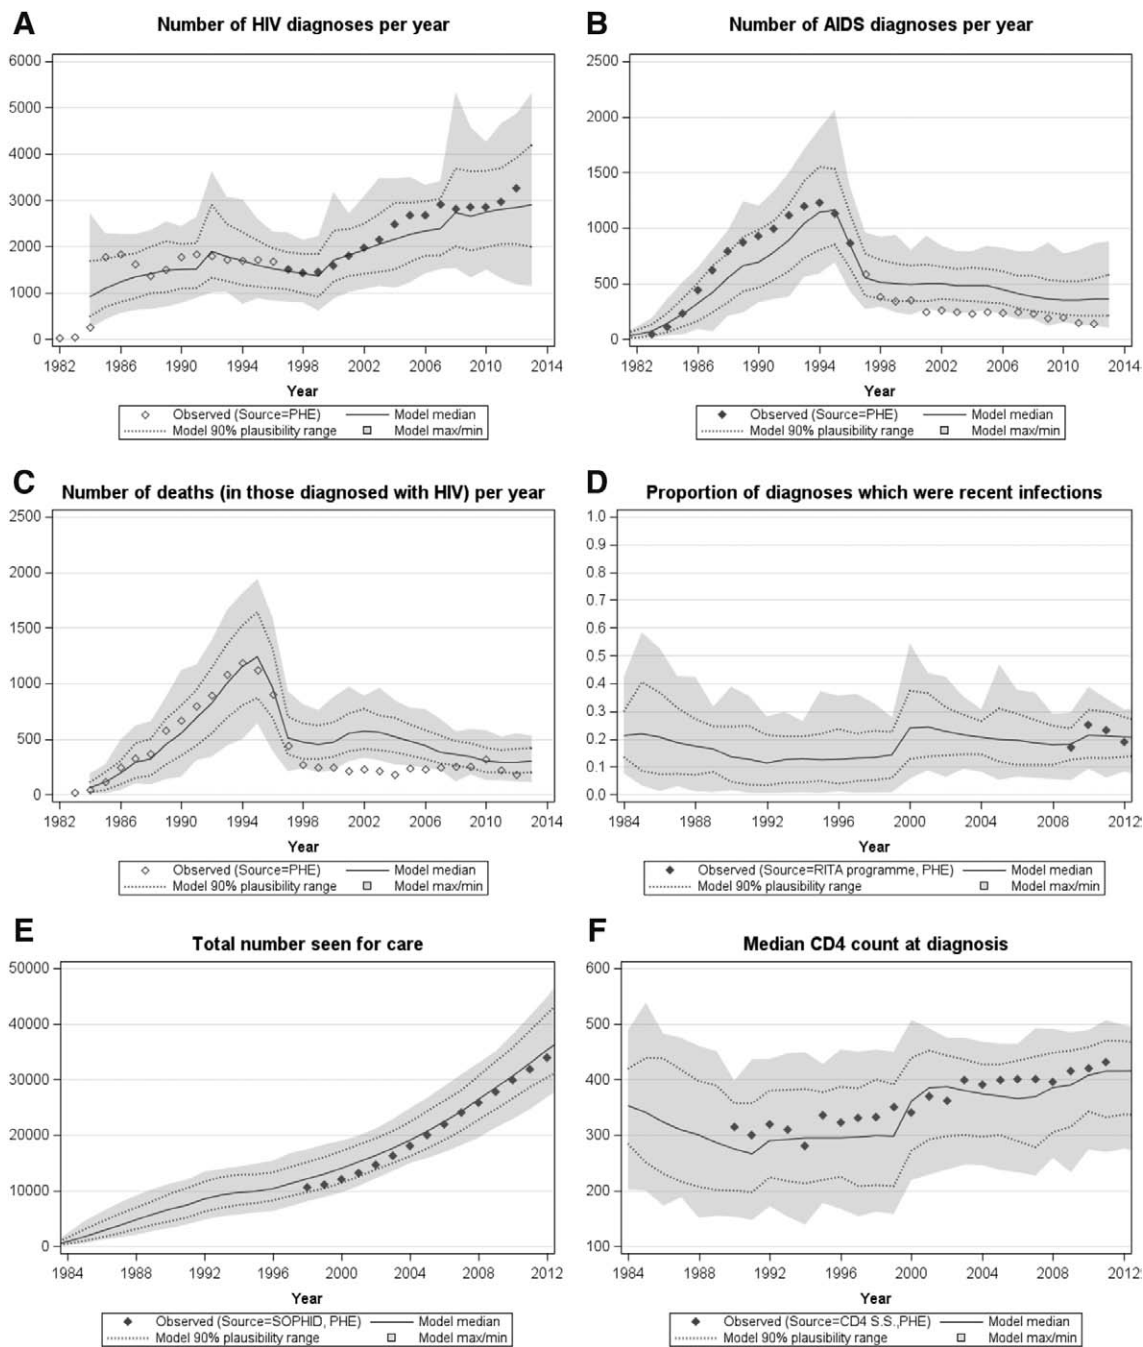 A
Number of HIV diagnoses per year
6000
5000
4000
3000
2000
1000
0
1982 1986 1990 1994 1998 2002 2006 2010 2014
Year
Observed (Source=PHE) Model median
Model 90% plausibility range Model max/min
B
Number of AIDS diagnoses per year
2500
2000
1500
1000
500
0
1982 1986 1990 1994 1998 2002 2006 2010 2014
Year
Observed (Source=PHE) Model median
Model 90% plausibility range Model max/min
C
Number of deaths (in those diagnosed with HIV) per year
2500
2000
1500
1000
500
0
1982 1986 1990 1994 1998 2002 2006 2010 2014
Year
Observed (Source=PHE) Model median
Model 90% plausibility range Model max/min
D
Proportion of diagnoses which were recent infections
1.0
0.9
0.8
0.7
0.6
0.5
0.4
0.3
0.2
0.1
0.0
1984 1988 1992 1996 2000 2004 2008 2012
Year
Observed (Source=RITA programme, PHE) Model median
Model 90% plausibility range Model max/min
E
Total number seen for care
50000
40000
30000
20000
10000
0
1984 1988 1992 1996 2000 2004 2008 2012
Year
Observed (Source=SOPHID, PHE) Model median
Model 90% plausibility range Model max/min
F
Median CD4 count at diagnosis
600
500
400
300
200
100
1984 1988 1992 1996 2000 2004 2008 2012
Year
Observed (Source=CD4 S.S.,PHE) Model median
Model 90% plausibility range Model max/min